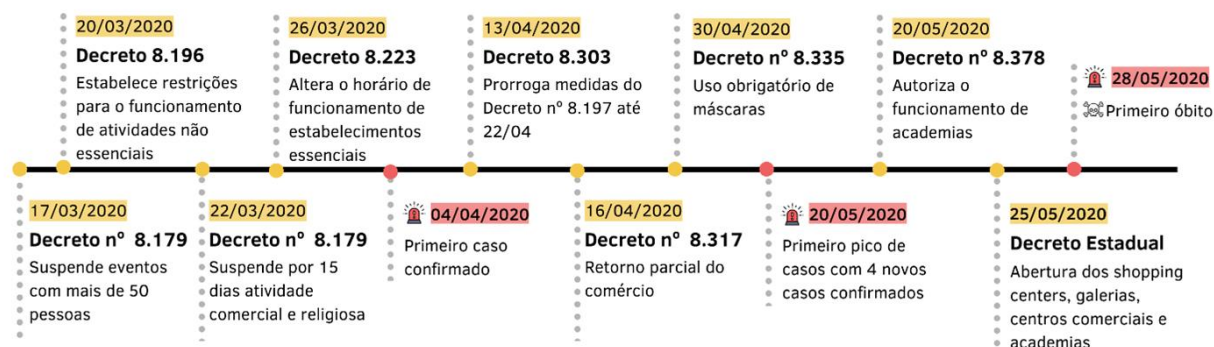 20/03/2020
Decreto 8.196
Estabelece restrições
para o funcionamento
de atividades não
essenciais
26/03/2020
Decreto 8.223
Altera o horário de
funcionamento de
estabelecimentos
essenciais
13/04/2020
Decreto 8.303
Prorroga medidas do
Decreto nº 8.197 até
22/04
30/04/2020
Decreto nº 8.335
Uso obrigatório de
máscaras
20/05/2020
Decreto nº 8.378
Autoriza o
funcionamento de
academias
28/05/2020
Primeiro óbito
17/03/2020
Decreto nº 8.179
Suspende eventos
com mais de 50
pessoas
22/03/2020
Decreto nº 8.179
Suspende por 15
dias atividade
comercial e religiosa
04/04/2020
Primeiro caso
confirmado
16/04/2020
Decreto nº 8.317
Retorno parcial do
comércio
20/05/2020
Primeiro pico de
casos com 4 novos
casos confirmados
25/05/2020
Decreto Estadual
Abertura dos shopping
centers, galerias,
centros comerciais e
academias